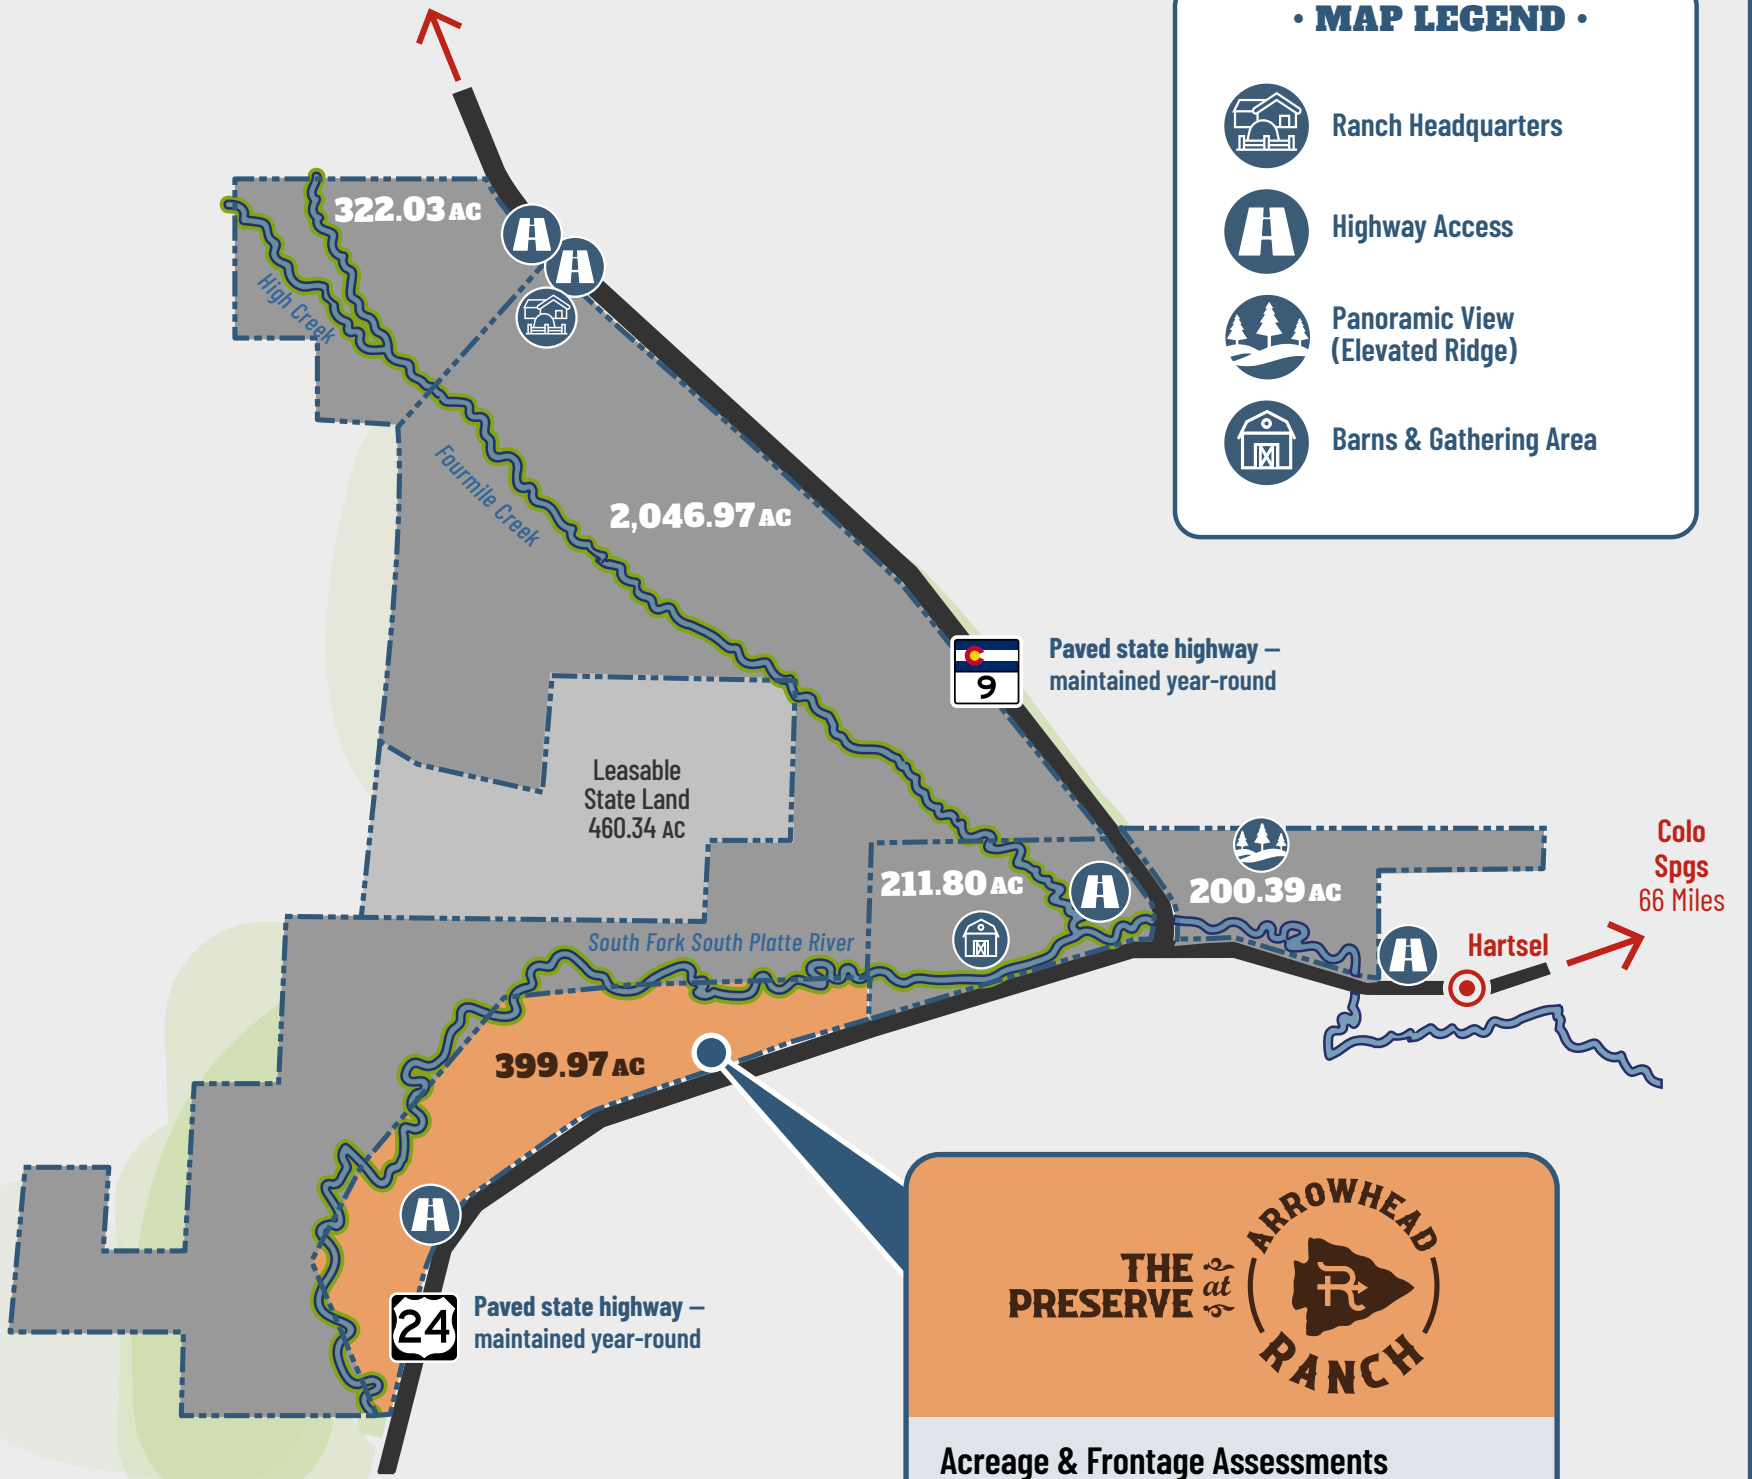 • MAP LEGEND •
Ranch Headquarters
Highway Access
Panoramic View
(Elevated Ridge)
Barns & Gathering Area
322.03 AC
High Creek
Fourmile Creek
2,046.97 AC
9
Paved state highway –
maintained year-round
Leasable
State Land
460.34 AC
211.80 AC
200.39 AC
Colo
Spgs
66 Miles
Hartsel
South Fork South Platte River
399.97 AC
24
Paved state highway –
maintained year-round
THE
PRESERVE
at
ARROWHEAD
R
RANCH
Acreage & Frontage Assessments